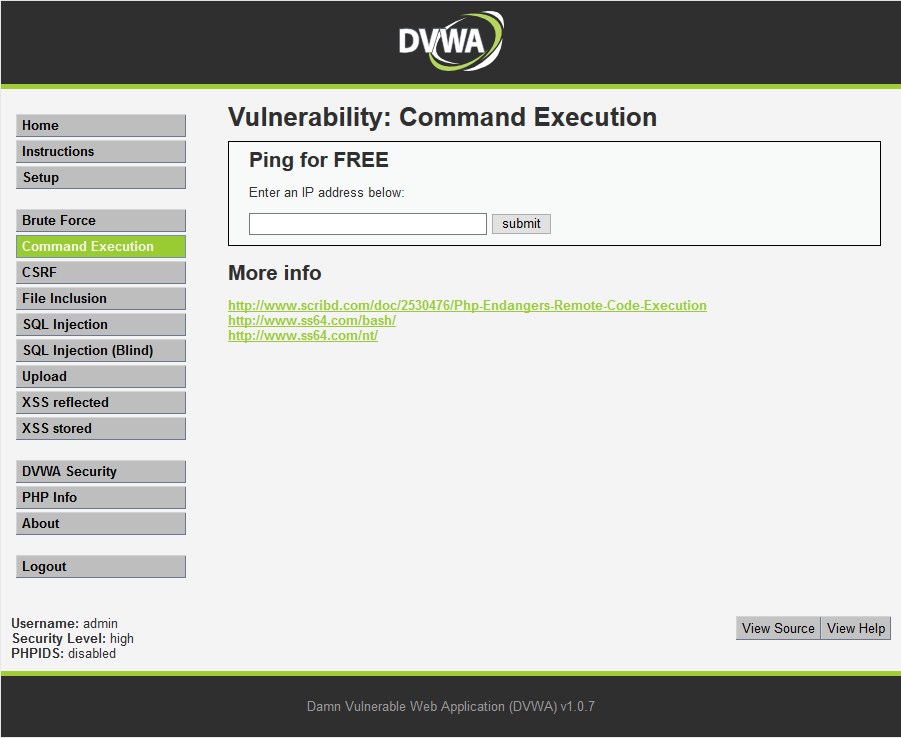 DVWA
Vulnerability: Command Execution
Home
Instructions
Setup
Brute Force
Command Execution
CSRF
File Inclusion
SQL Injection
SQL Injection (Blind)
Upload
XSS reflected
XSS stored
DVWA Security
PHP Info
About
Logout
Ping for FREE
Enter an IP address below:
submit
More info
http://www.scribd.com/doc/2530476/Php-Endangers-Remote-Code-Execution
http://www.ss64.com/bash/
http://www.ss64.com/nt/
Username: admin
Security Level: high
PHPIDS: disabled
View Source View Help
Damn Vulnerable Web Application (DVWA) v1.0.7